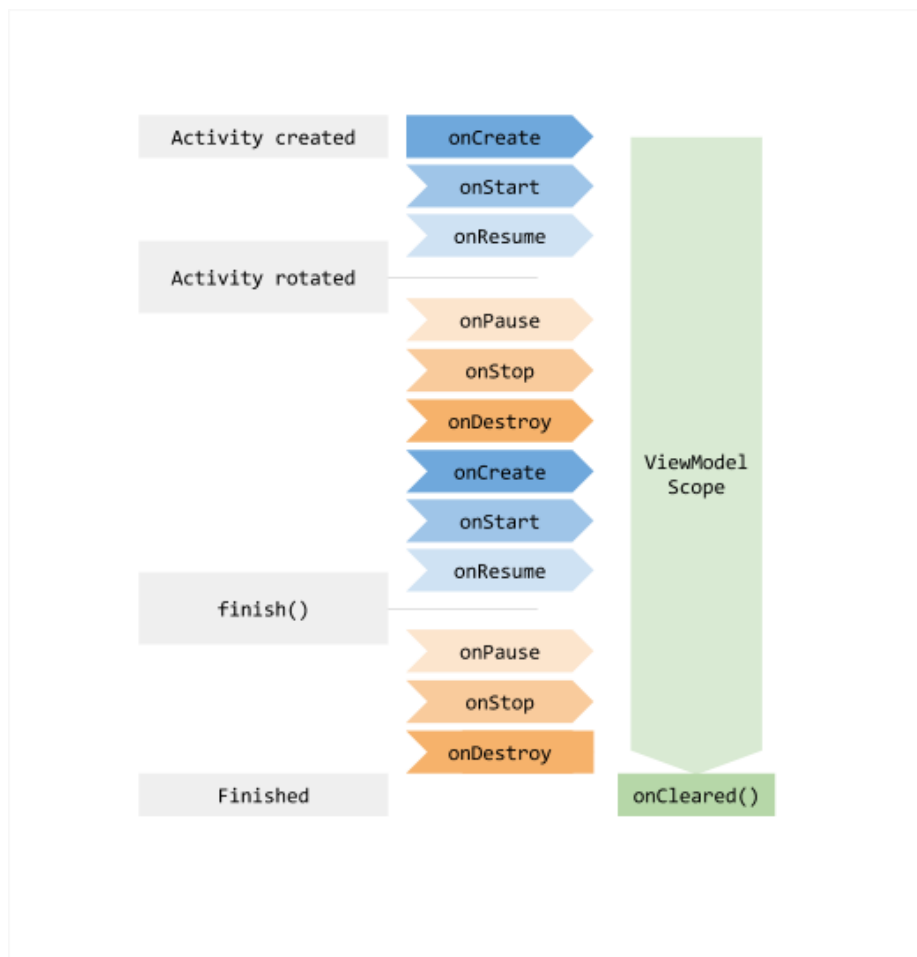 Activity created
onCreate
onStart
onResume
Activity rotated
onPause
onStop
onDestroy
onCreate
ViewModel
Scope
onStart
onResume
finish()
onPause
onStop
onDestroy
Finished
onCleared()